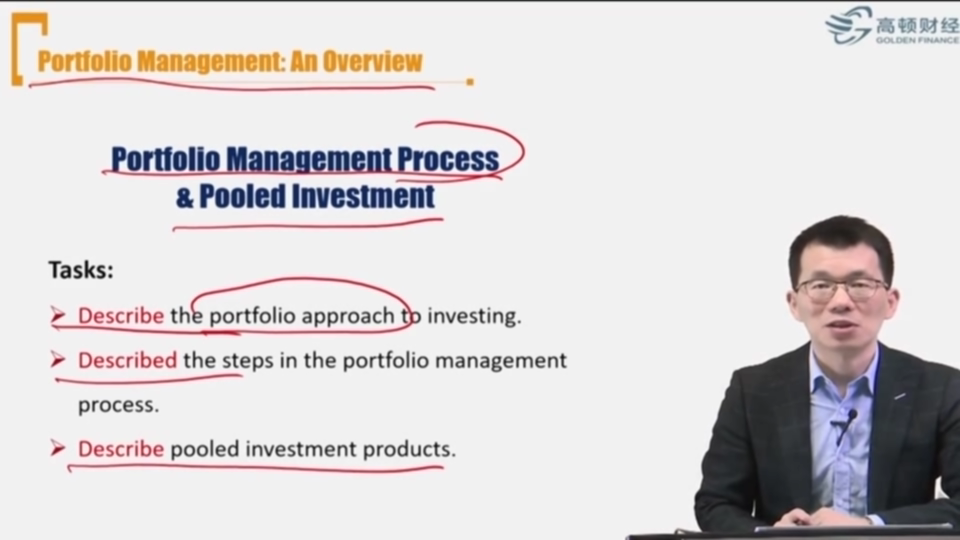 Portfolio Management: An Overview
高顿财经
GOLDEN FINANCE
Portfolio Management Process
& Pooled Investment
Tasks:
Describe the portfolio approach to investing.
Described the steps in the portfolio management
process.
Describe pooled investment products.